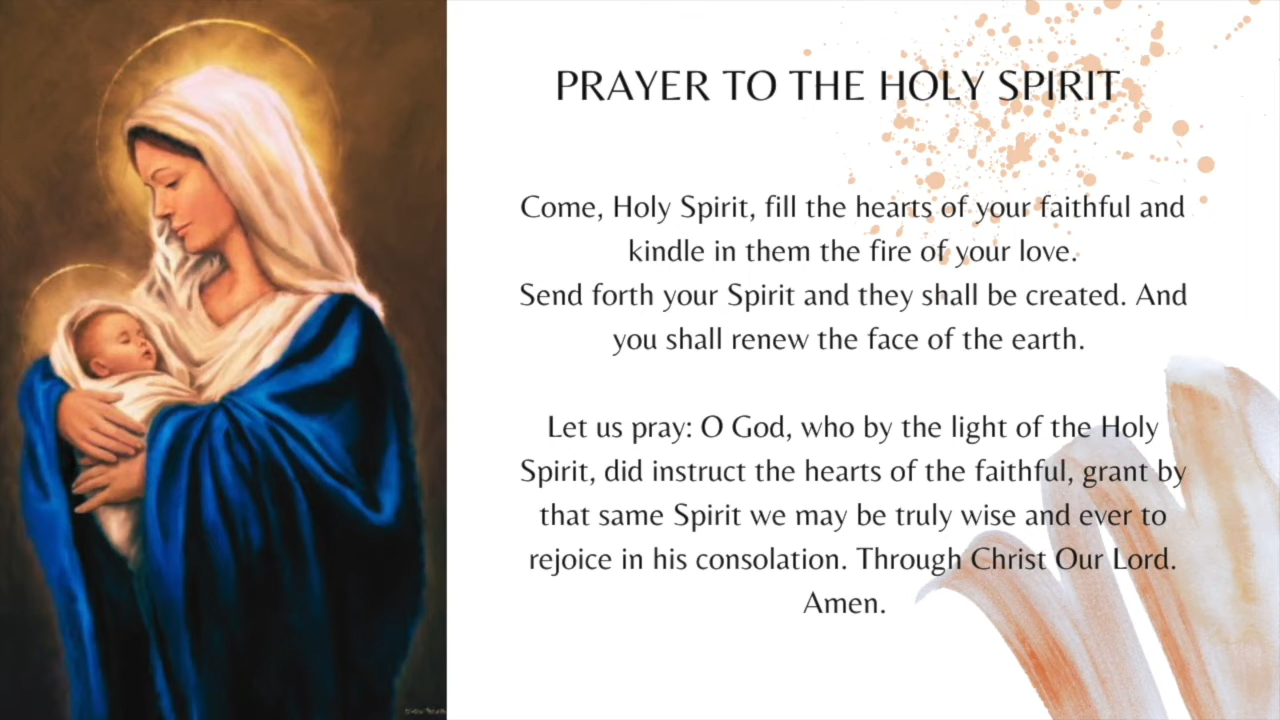 PRAYER TO THE HOLY SPIRIT
Come, Holy Spirit, fill the hearts of your faithful and
kindle in them the fire of your love.
Send forth your Spirit and they shall be created. And
you shall renew the face of the earth.
Let us pray: O God, who by the light of the Holy
Spirit, did instruct the hearts of the faithful, grant by
that same Spirit we may be truly wise and ever to
rejoice in his consolation. Through Christ Our Lord.
Amen.